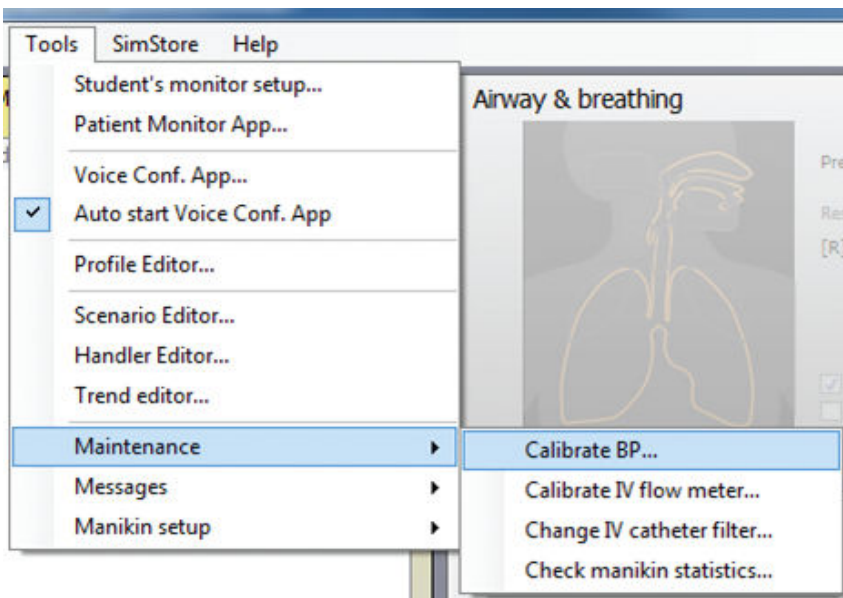 Tools SimStore Help
Student's monitor setup...
Patient Monitor App...
Voice Conf. App...
Auto start Voice Conf. App
Profile Editor...
Scenario Editor...
Handler Editor...
Trend editor...
Maintenance
Messages
Manikin setup
Airway & breathing
[R]
Calibrate BP...
Calibrate IV flow meter...
Change IV catheter filter...
Check manikin statistics...